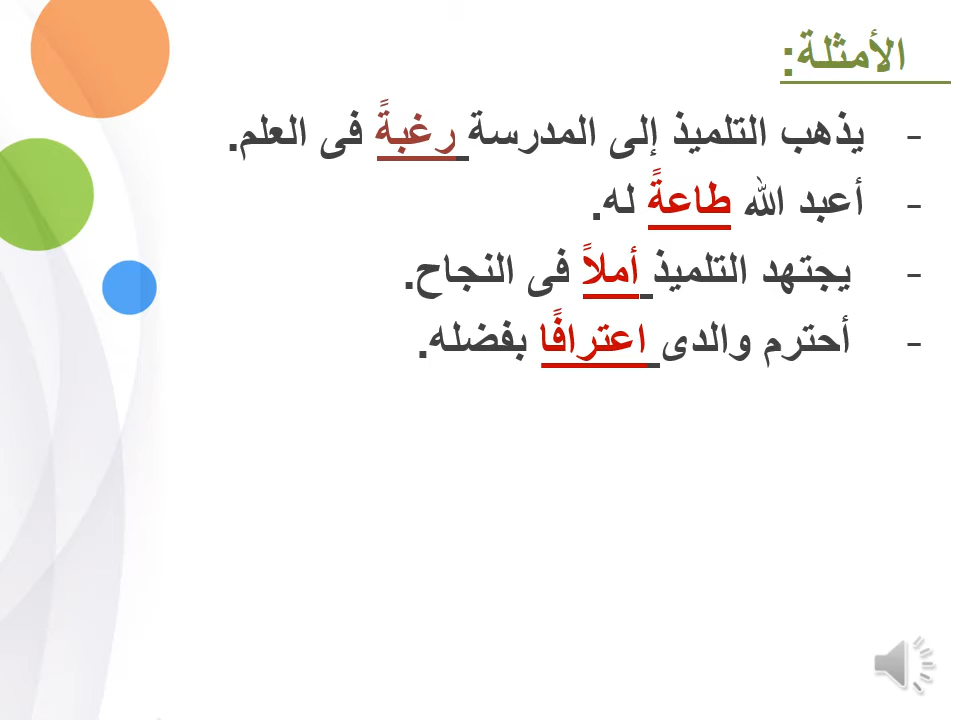 الأمثلة:
- يذهب التلميذ إلى المدرسة رغبةً فى العلم.
- أعبد الله طاعةً له.
- يجتهد التلميذ أملاً فى النجاح.
- أحترم والدى اعترافًا بفضله.